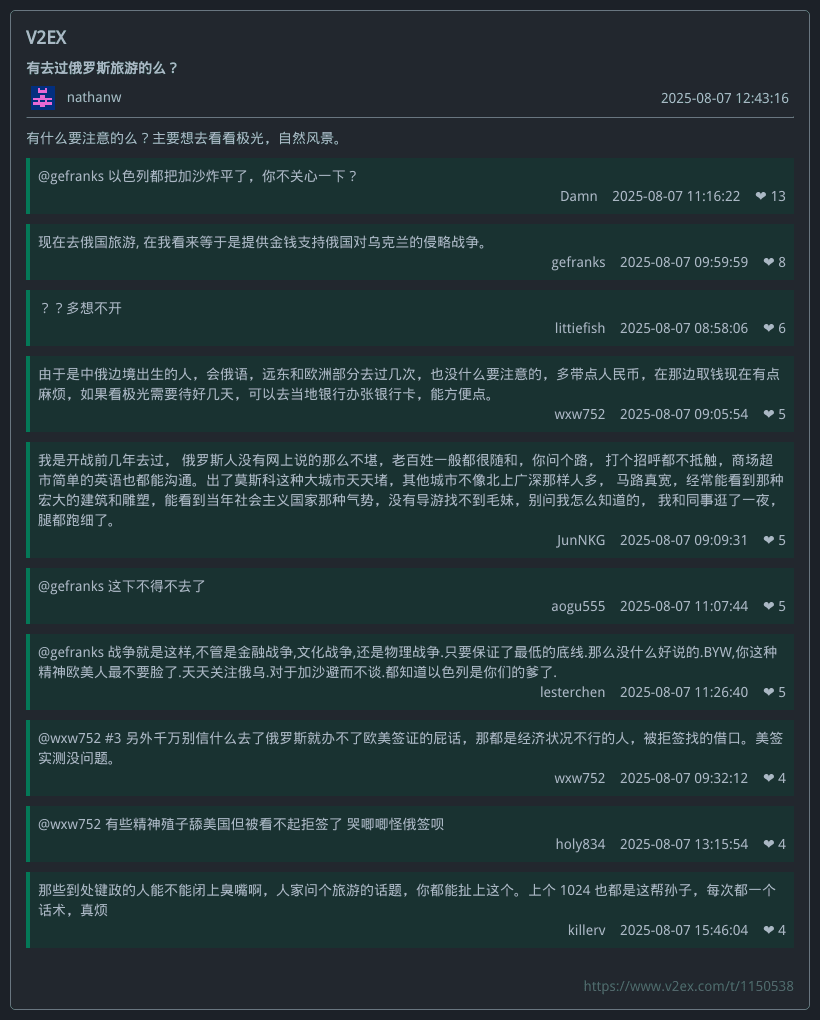 V2EX
有去过俄罗斯旅游的么？
nathanw 2025-08-07 12:43:16
有什么要注意的么？主要想去看看极光，自然风景。
@gefranks 以色列都把加沙炸平了，你不关心一下？
Damn 2025-08-07 11:16:22 ❤ 13
现在去俄国旅游, 在我看来等于是提供金钱支持俄国对乌克兰的侵略战争。
gefranks 2025-08-07 09:59:59 ❤ 8
？？多想不开
littiefish 2025-08-07 08:58:06 ❤ 6
由于是中俄边境出生的人，会俄语，远东和欧洲部分去过几次，也没什么要注意的，多带点人民币，在那边取钱现在有点
麻烦，如果看极光需要待好几天，可以去当地银行办张银行卡，能方便点。
wxw752 2025-08-07 09:05:54 ❤ 5
我是开战前几年去过， 俄罗斯人没有网上说的那么不堪，老百姓一般都很随和，你问个路， 打个招呼都不抵触，商场超
市简单的英语也都能沟通。出了莫斯科这种大城市天天堵，其他城市不像北上广深那样人多， 马路真宽，经常能看到那种
宏大的建筑和雕塑，能看到当年社会主义国家那种气势，没有导游找不到毛妹，别问我怎么知道的， 我和同事逛了一夜，
腿都跑细了。
JunNKG 2025-08-07 09:09:31 ❤ 5
@gefranks 这下不得不去了
aogu555 2025-08-07 11:07:44 ❤ 5
@gefranks 战争就是这样,不管是金融战争,文化战争,还是物理战争.只要保证了最低的底线.那么没什么好说的.BYW,你这种
精神欧美人最不要脸了.天天关注俄乌.对于加沙避而不谈.都知道以色列是你们的爹了.
lesterchen 2025-08-07 11:26:40 ❤ 5
@wxw752 #3 另外千万别信什么去了俄罗斯就办不了欧美签证的屁话，那都是经济状况不行的人，被拒签找的借口。美签
实测没问题。
wxw752 2025-08-07 09:32:12 ❤ 4
@wxw752 有些精神殖子舔美国但被看不起拒签了 哭唧唧怪俄签呗
holy834 2025-08-07 13:15:54 ❤ 4
那些到处键政的人能不能闭上臭嘴啊，人家问个旅游的话题，你都能扯上这个。上个 1024 也都是这帮孙子，每次都一个
话术，真烦
killerv 2025-08-07 15:46:04 ❤ 4
https://www.v2ex.com/t/1150538